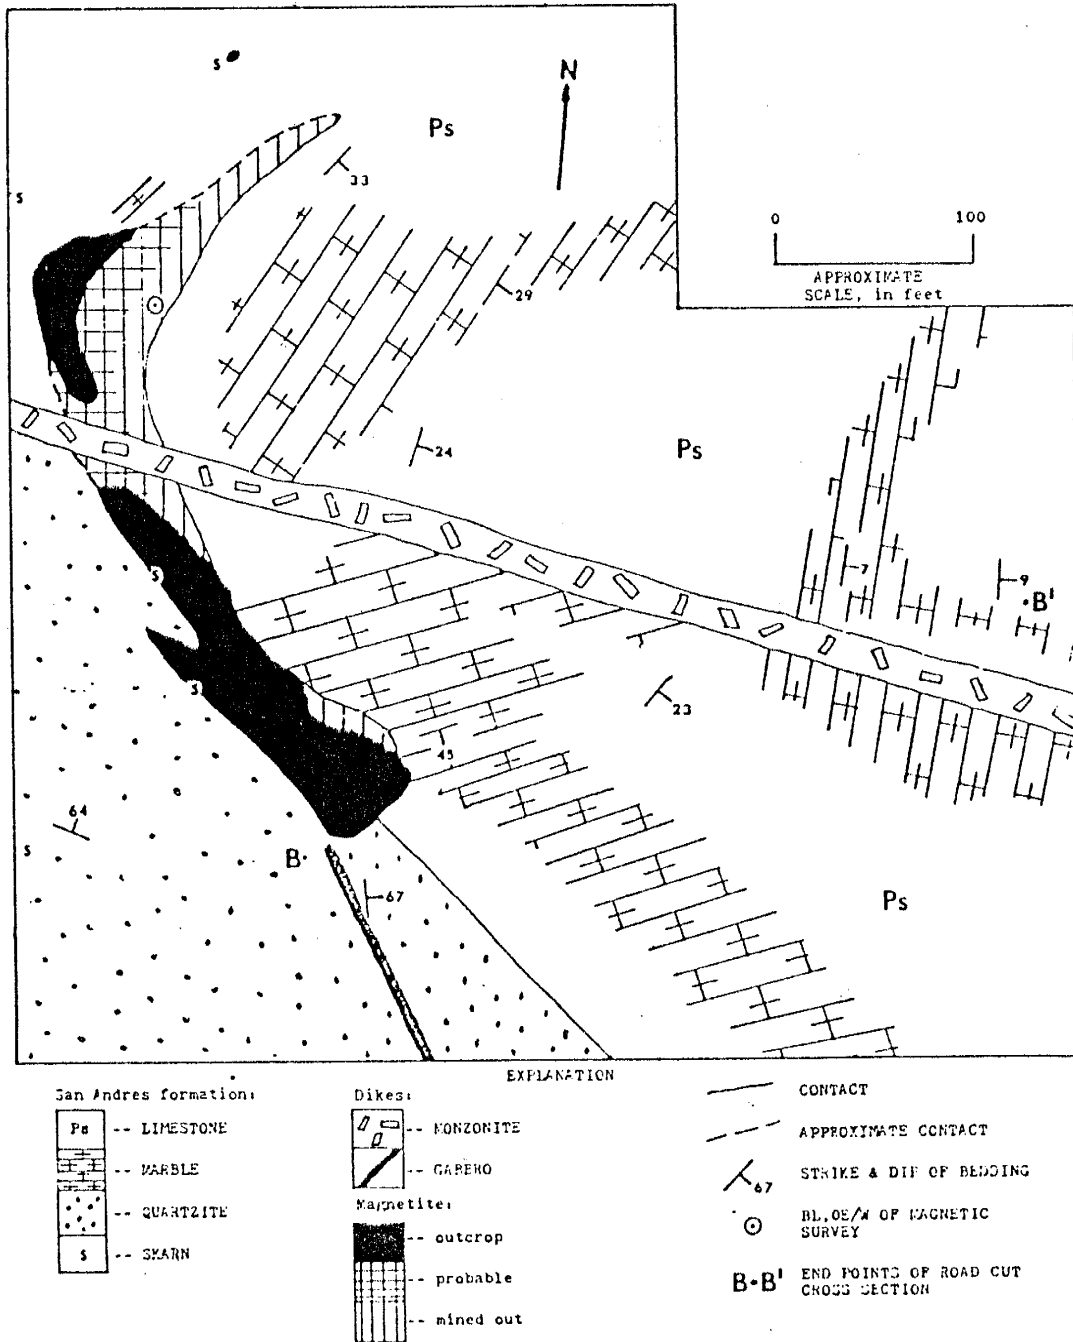 S
N
Ps
33
S
0 100
APPROXIMATE
SCALE, in feet
29
24
Ps
S
7
9
B'
S
23
45
64
S
B
67
Ps
EXPLANATION
San Andres formation:
Ps -- LIMESTONE
-- MARBLE
-- QUARTZITE
S -- SKARN
Dikes:
-- MONZONITE
-- GABBRO
Magnetite:
-- outcrop
-- probable
-- mined out
CONTACT
APPROXIMATE CONTACT
67 STRIKE & DIP OF BEDDING
BL,OE/W OF MAGNETIC
SURVEY
B·B' END POINTS OF ROAD CUT
CROSS SECTION